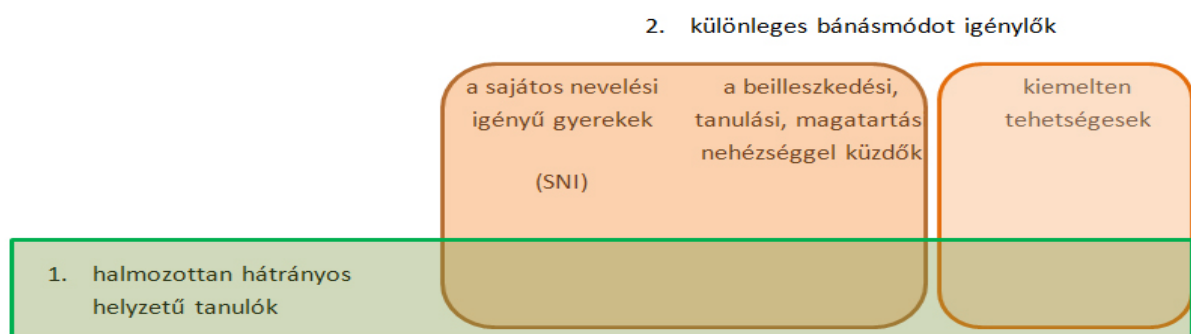 2. különleges bánásmódot igénylők
a sajátos nevelési
igényű gyerekek
(SNI)
a beilleszkedési,
tanulási, magatartás
nehézséggel küzdők
kiemelten
tehetségesek
1. halmozottan hátrányos
helyzetű tanulók